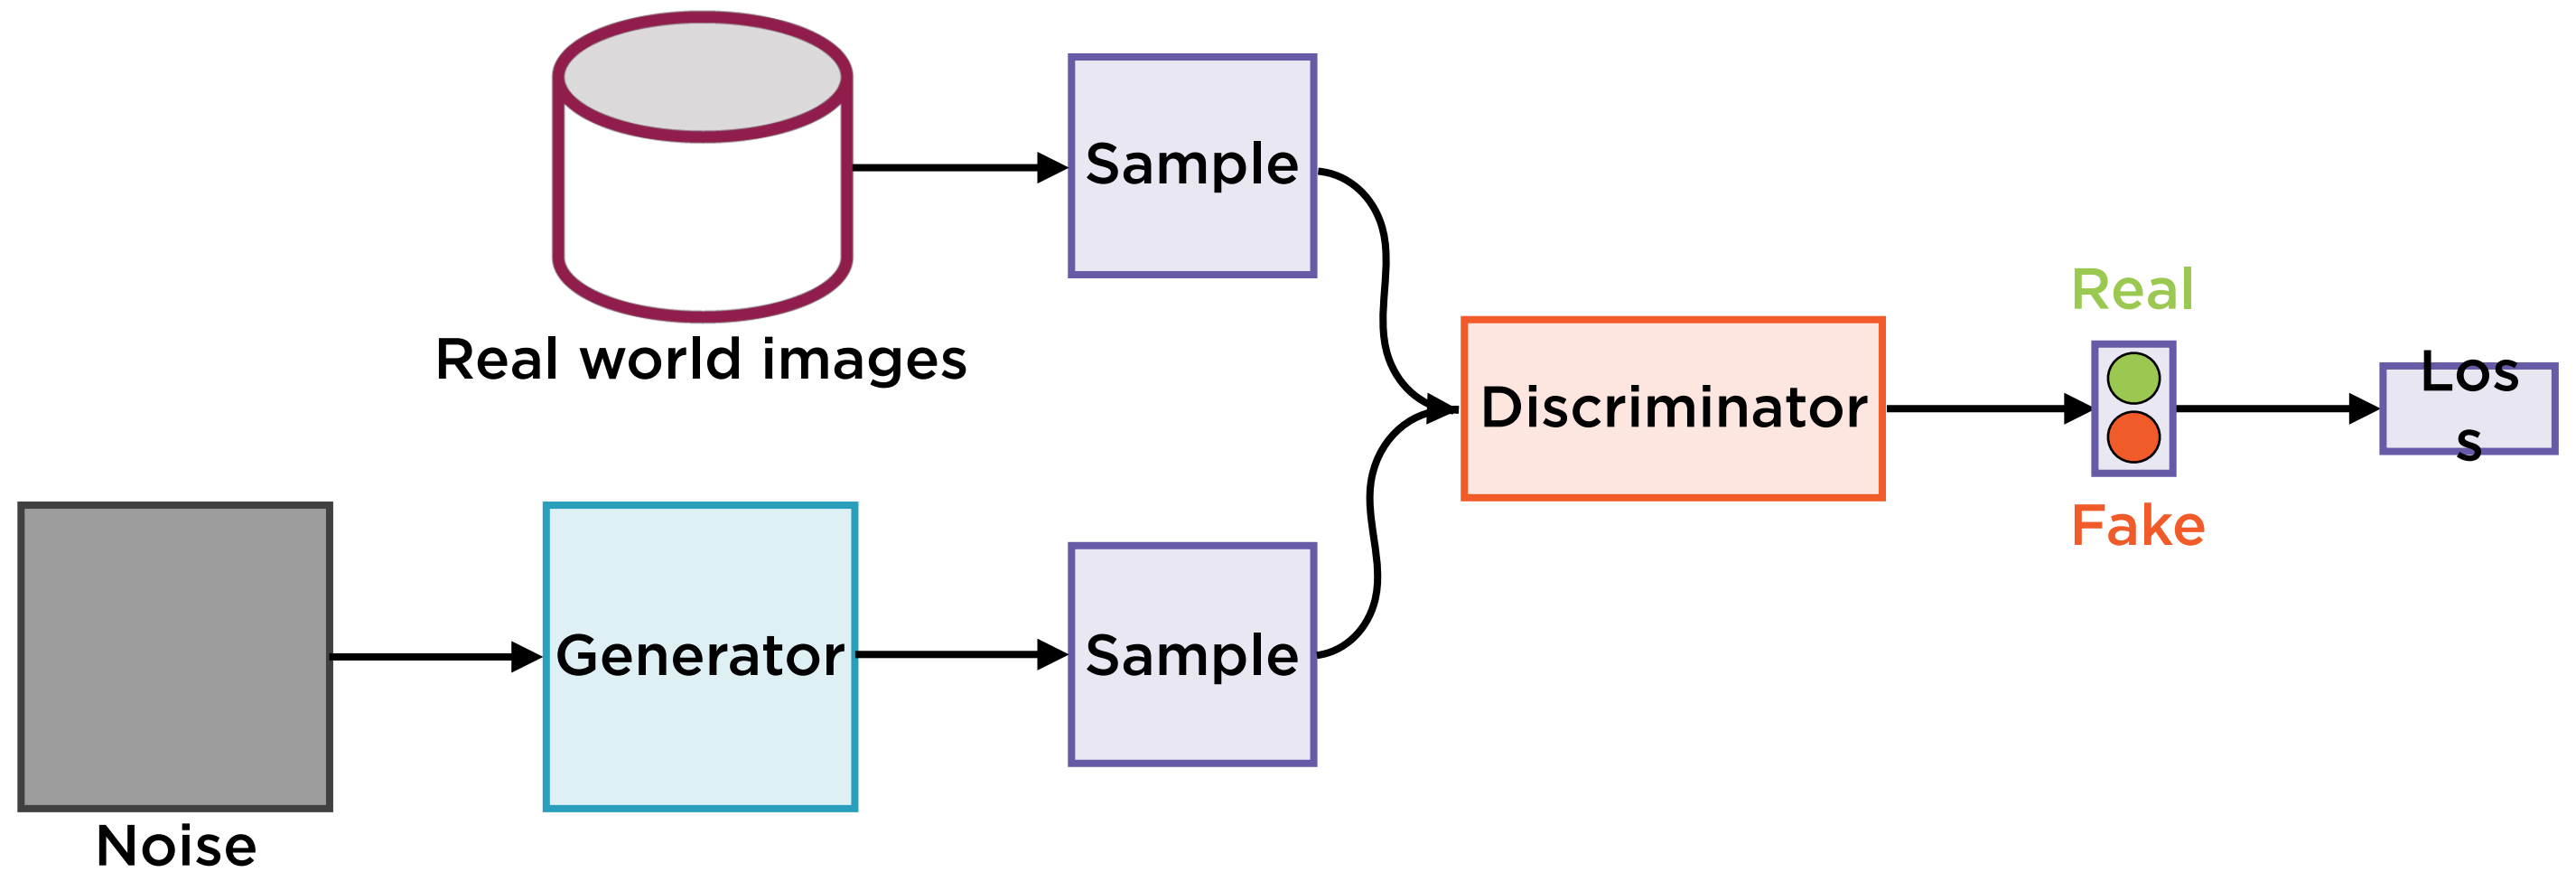 Sample
Real world images
Real
Discriminator
Los
s
Fake
Generator
Sample
Noise